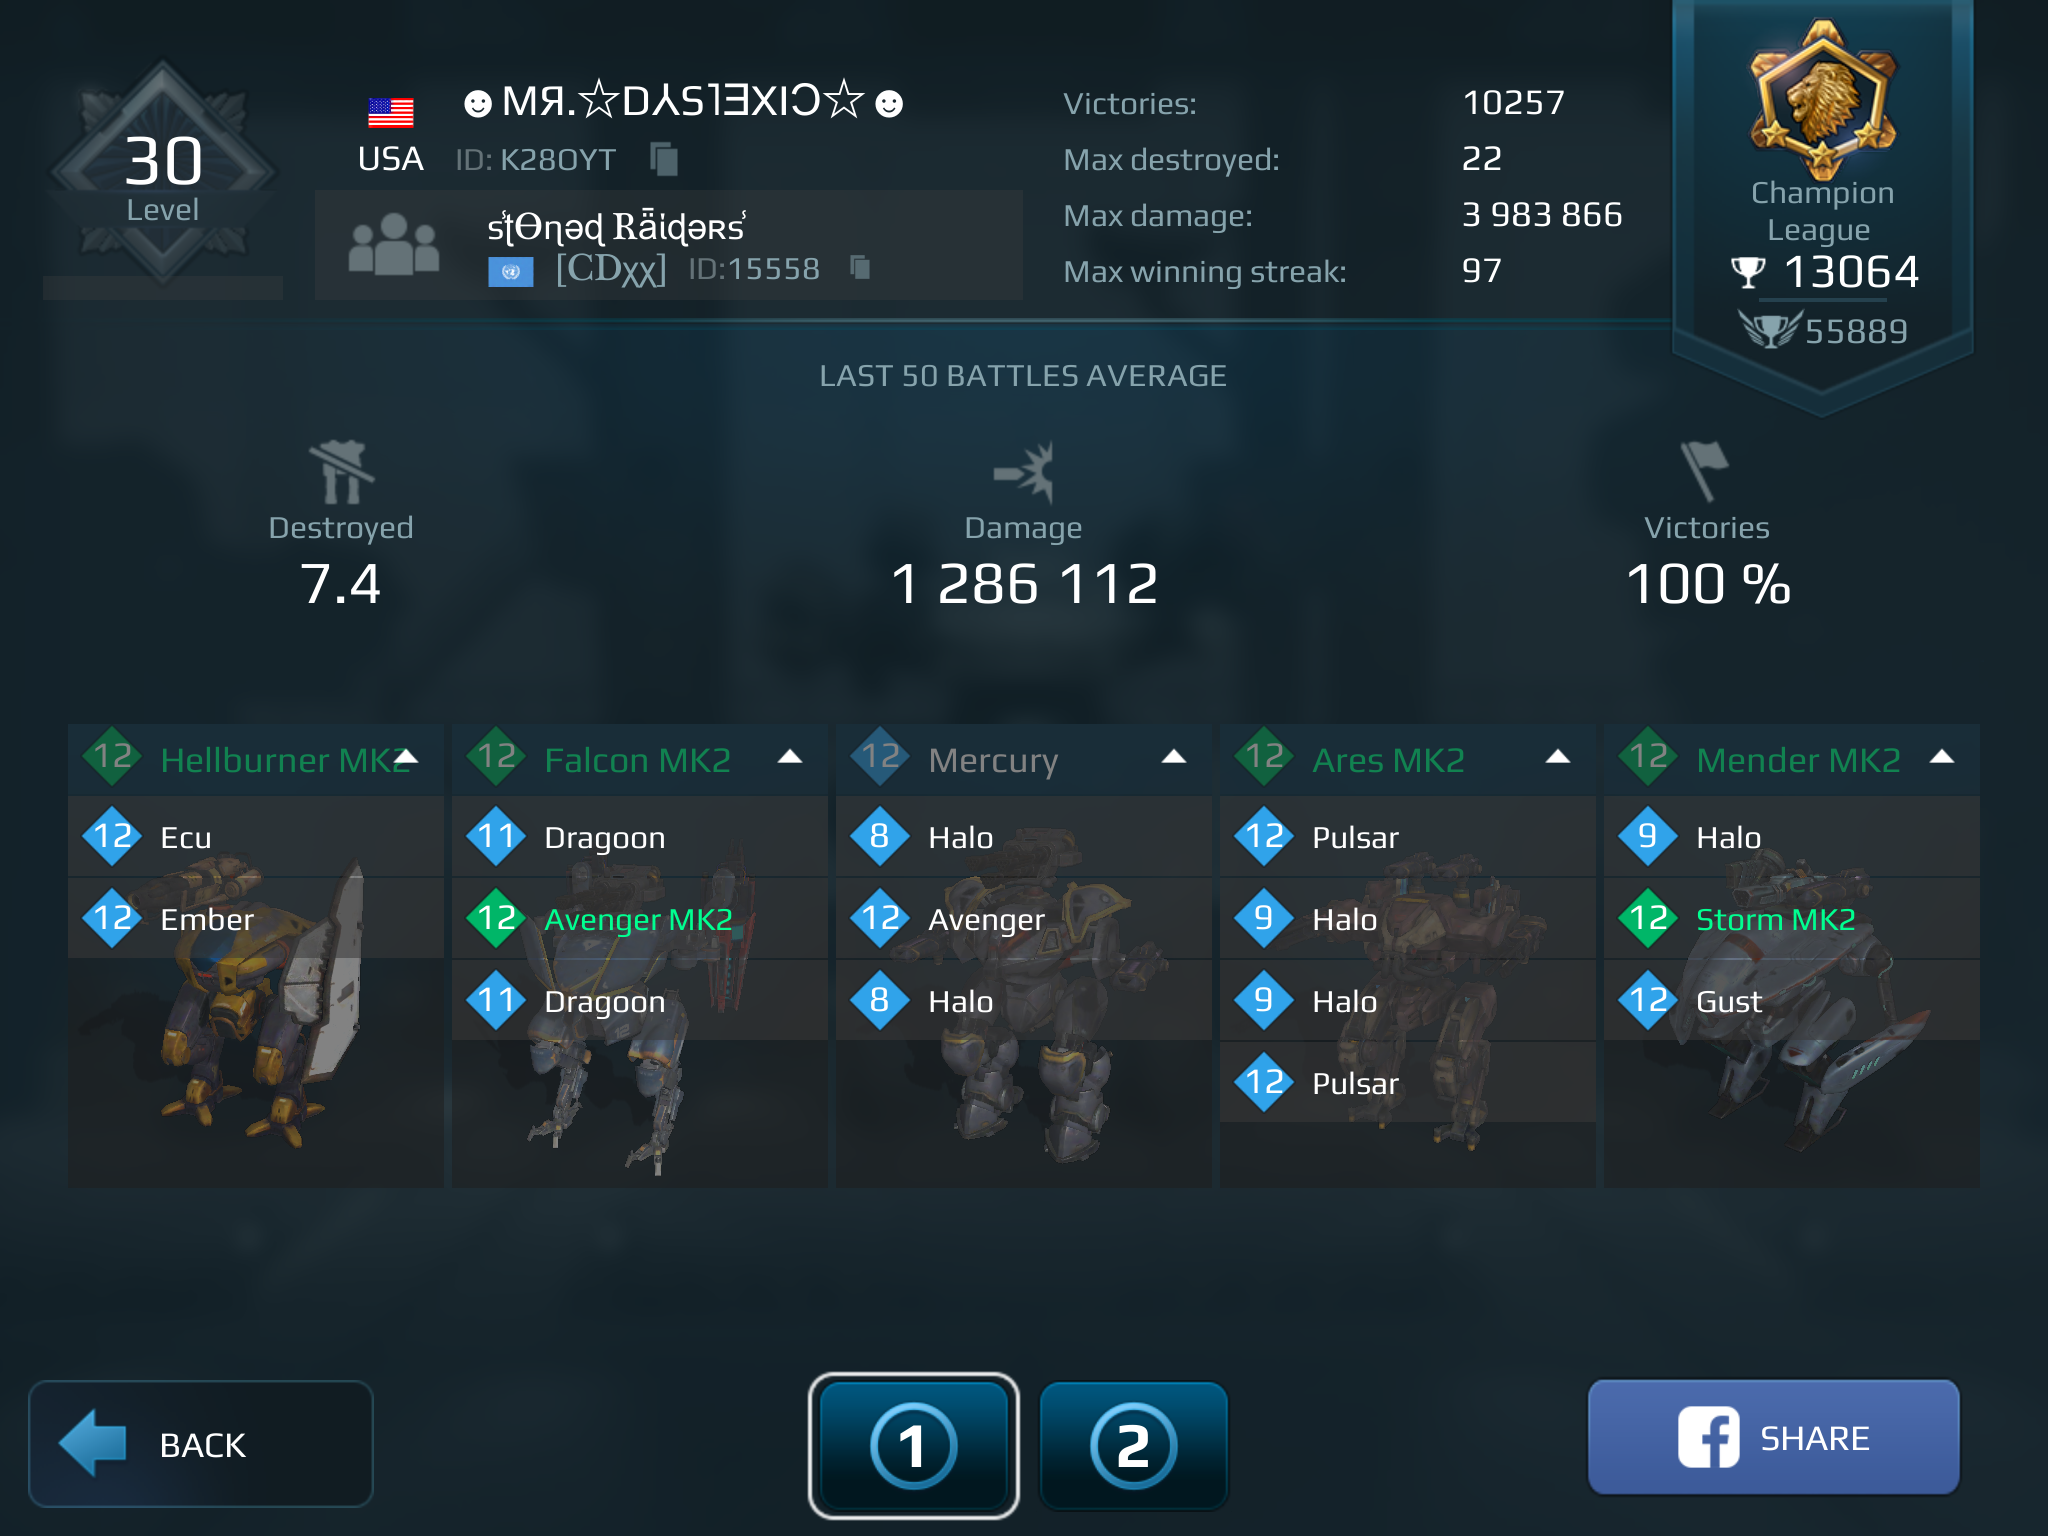 30
Level
USA
☻MЯ.☆D⅄S˥ƎXIƆ☆☻
ID: K28OYT
[CDχχ] ID:15558
Victories: 10257
Max destroyed: 22
Max damage: 3 983 866
Max winning streak: 97
Champion
League
13064
55889
LAST 50 BATTLES AVERAGE
Destroyed
7.4
Damage
1 286 112
Victories
100 %
12 Hellburner MK2
12 Ecu
12 Ember
12 Falcon MK2
11 Dragoon
12 Avenger MK2
11 Dragoon
12 Mercury
8 Halo
12 Avenger
8 Halo
12 Ares MK2
12 Pulsar
9 Halo
9 Halo
12 Pulsar
12 Mender MK2
9 Halo
12 Storm MK2
12 Gust
BACK
1
2
SHARE